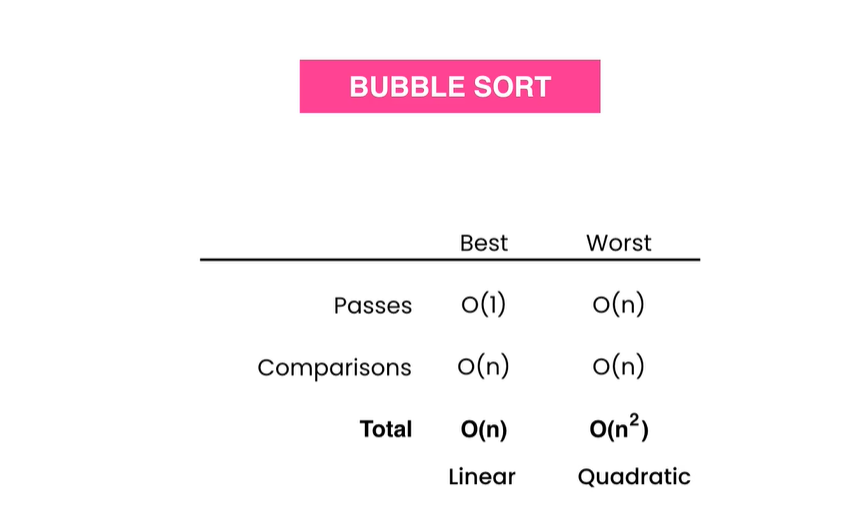 BUBBLE SORT
Best Worst
Passes O(1) O(n)
Comparisons O(n) O(n)
Total O(n) O(n²)
Linear Quadratic